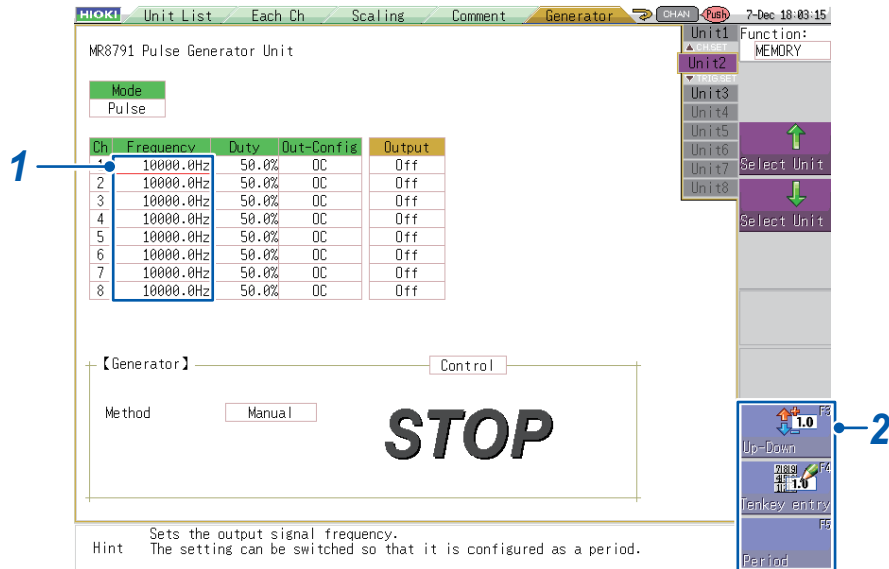 HIOKI Unit List Each Ch Scaling Comment Generator CHAN Push 7-Dec 18:03:15
Unit1 Function:
▲CH.SET MEMORY
MR8791 Pulse Generator Unit
Unit2
▼TRIG.SET
Mode
Unit3
Pulse
Unit4
Unit5
Ch Frequency Duty Out-Config Output
Unit6
1 1 10000.0Hz 50.0% OC Off
Unit7 Select Unit
2 10000.0Hz 50.0% OC Off
Unit8
3 10000.0Hz 50.0% OC Off
4 10000.0Hz 50.0% OC Off
Select Unit
5 10000.0Hz 50.0% OC Off
6 10000.0Hz 50.0% OC Off
7 10000.0Hz 50.0% OC Off
8 10000.0Hz 50.0% OC Off
【Generator】 Control
Method Manual
STOP
1.0 F3
2
Up-Down
1.0 F4
Tenkey entry
F5
Period
Hint Sets the output signal frequency.
The setting can be switched so that it is configured as a period.